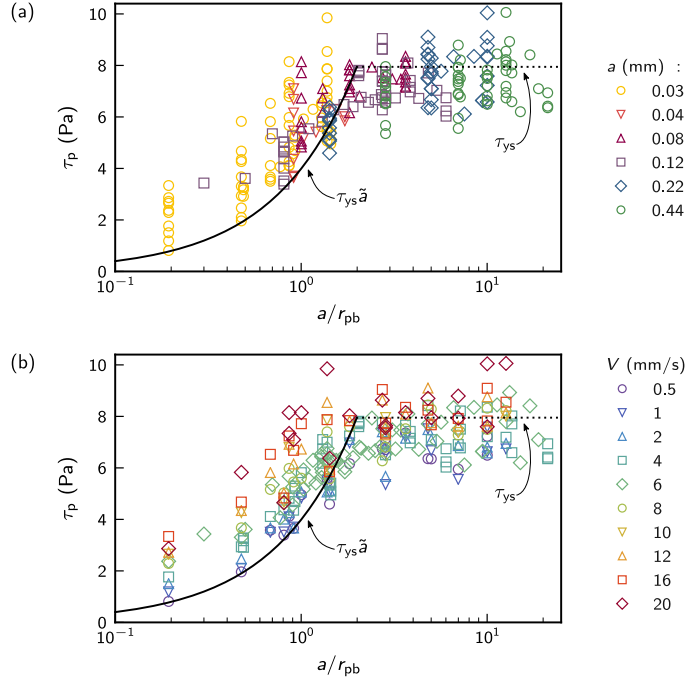 (a)
10
8
6
4
2
0
τp (Pa)
10⁻¹ 10⁰ 10¹
a/rpb
τys
τysã
a (mm) :
0.03
0.04
0.08
0.12
0.22
0.44
(b)
10
8
6
4
2
0
τp (Pa)
10⁻¹ 10⁰ 10¹
a/rpb
τys
τysã
V (mm/s)
0.5
1
2
4
6
8
10
12
16
20